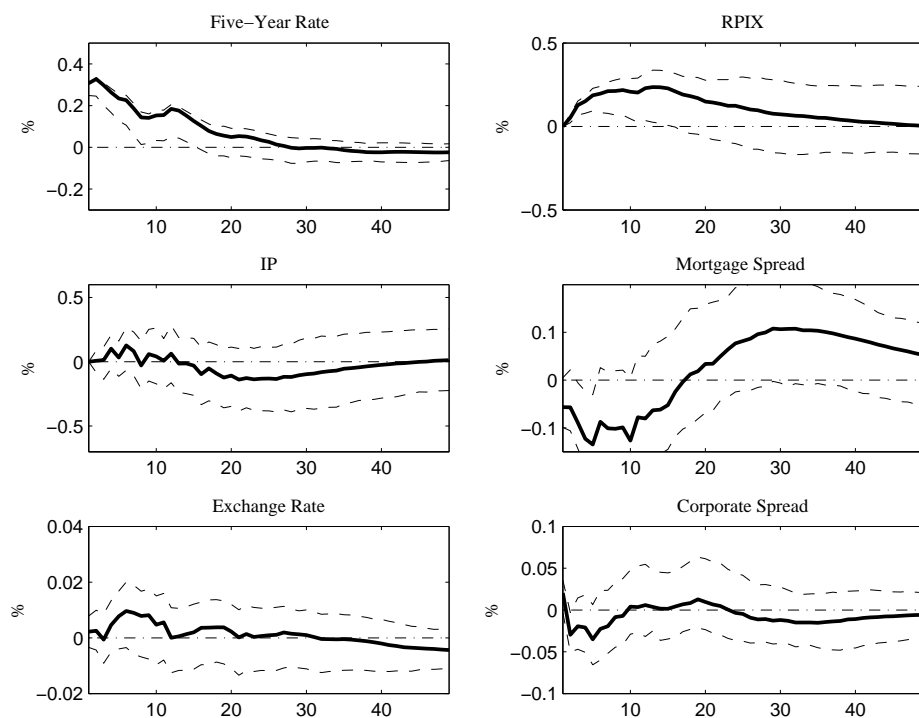 Five−Year Rate
0.4
0.2
0
−0.2
%
10 20 30 40
RPIX
0.5
0
−0.5
%
10 20 30 40
IP
0.5
0
−0.5
%
10 20 30 40
Mortgage Spread
0.1
0
−0.1
%
10 20 30 40
Exchange Rate
0.04
0.02
0
−0.02
%
10 20 30 40
Corporate Spread
0.1
0.05
0
−0.05
−0.1
%
10 20 30 40